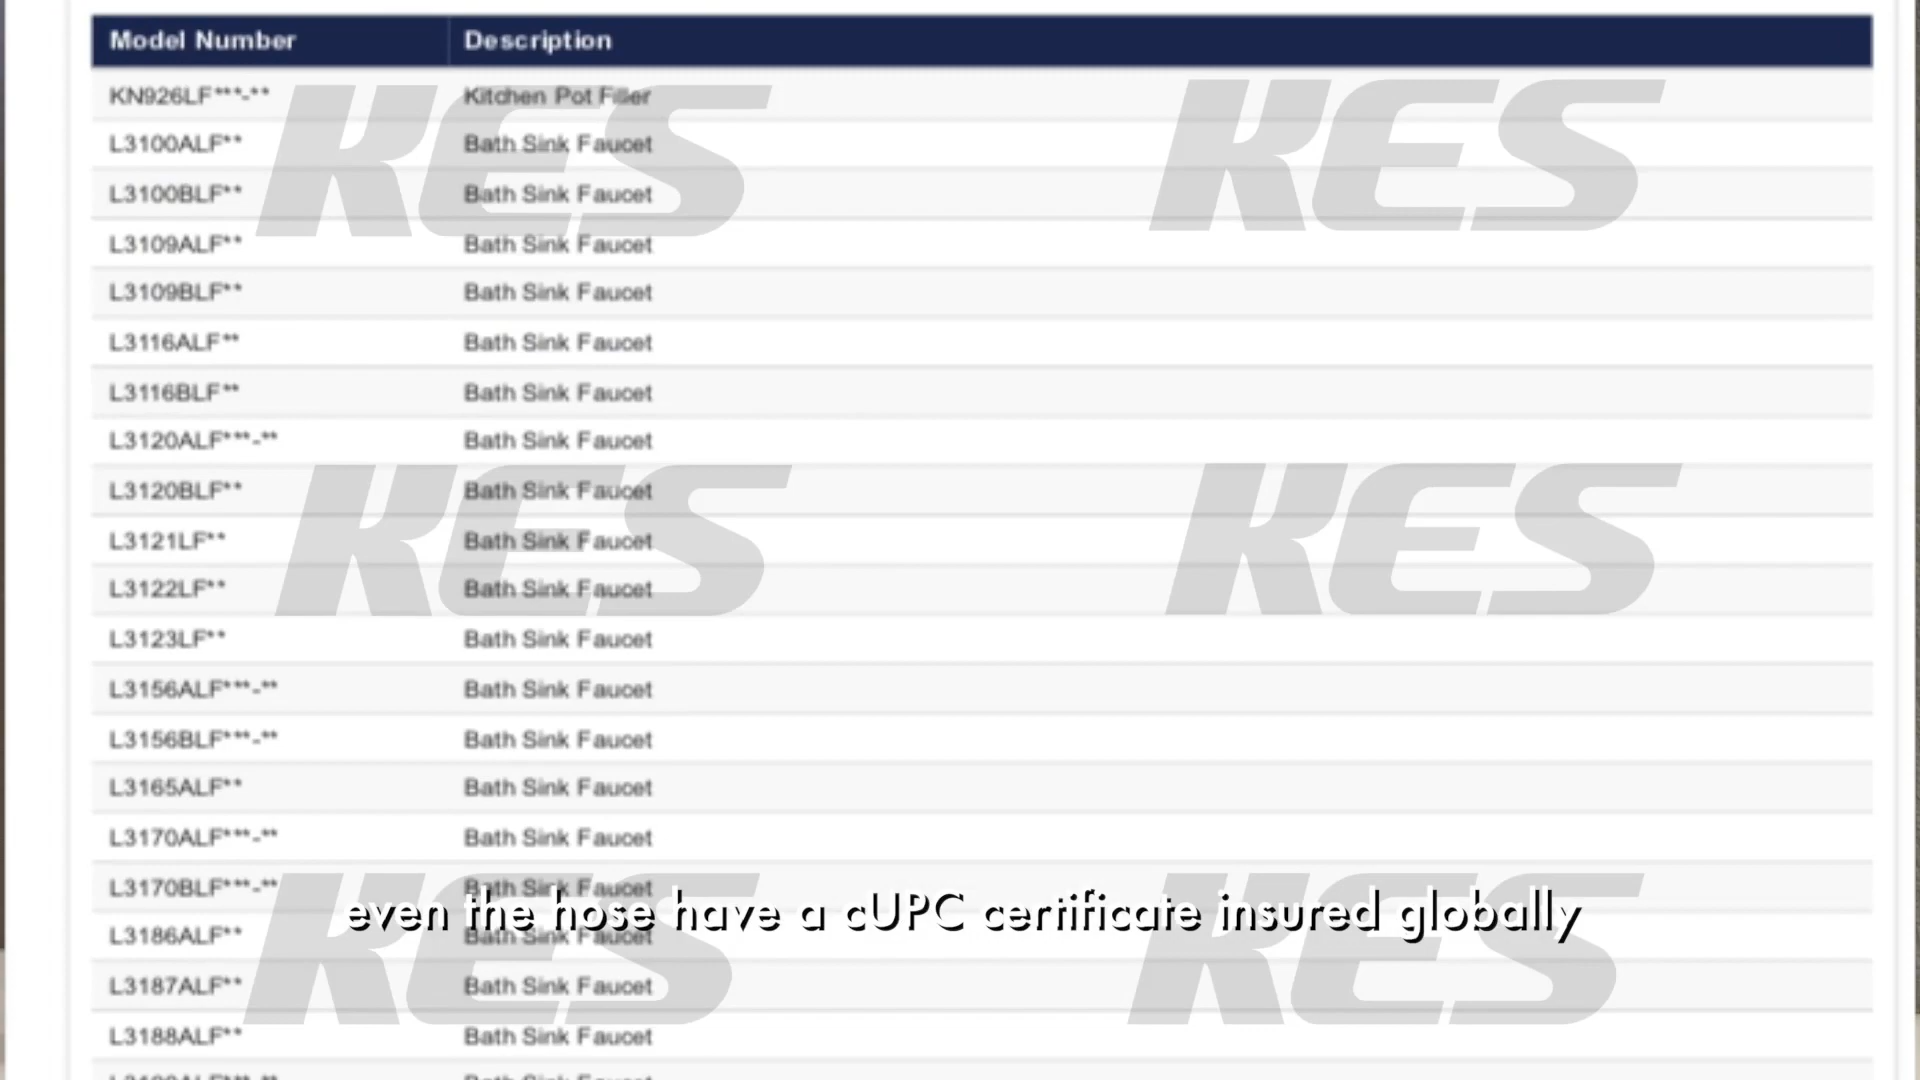 Model Number Description
KN926LF***-** Kitchen Pot Filler
L3100ALF** Bath Sink Faucet
L3100BLF** Bath Sink Faucet
L3109ALF** Bath Sink Faucet
L3109BLF** Bath Sink Faucet
L3116ALF** Bath Sink Faucet
L3116BLF** Bath Sink Faucet
L3120ALF***-** Bath Sink Faucet
L3120BLF** Bath Sink Faucet
L3121LF** Bath Sink Faucet
L3122LF** Bath Sink Faucet
L3123LF** Bath Sink Faucet
L3156ALF***-** Bath Sink Faucet
L3156BLF***-** Bath Sink Faucet
L3165ALF** Bath Sink Faucet
L3170ALF***-** Bath Sink Faucet
L3170BLF***-** Bath Sink Faucet
even the hose have a cUPC certificate insured globally
L3186ALF** Bath Sink Faucet
L3187ALF** Bath Sink Faucet
L3188ALF** Bath Sink Faucet
KES KES
KES KES
KES KES